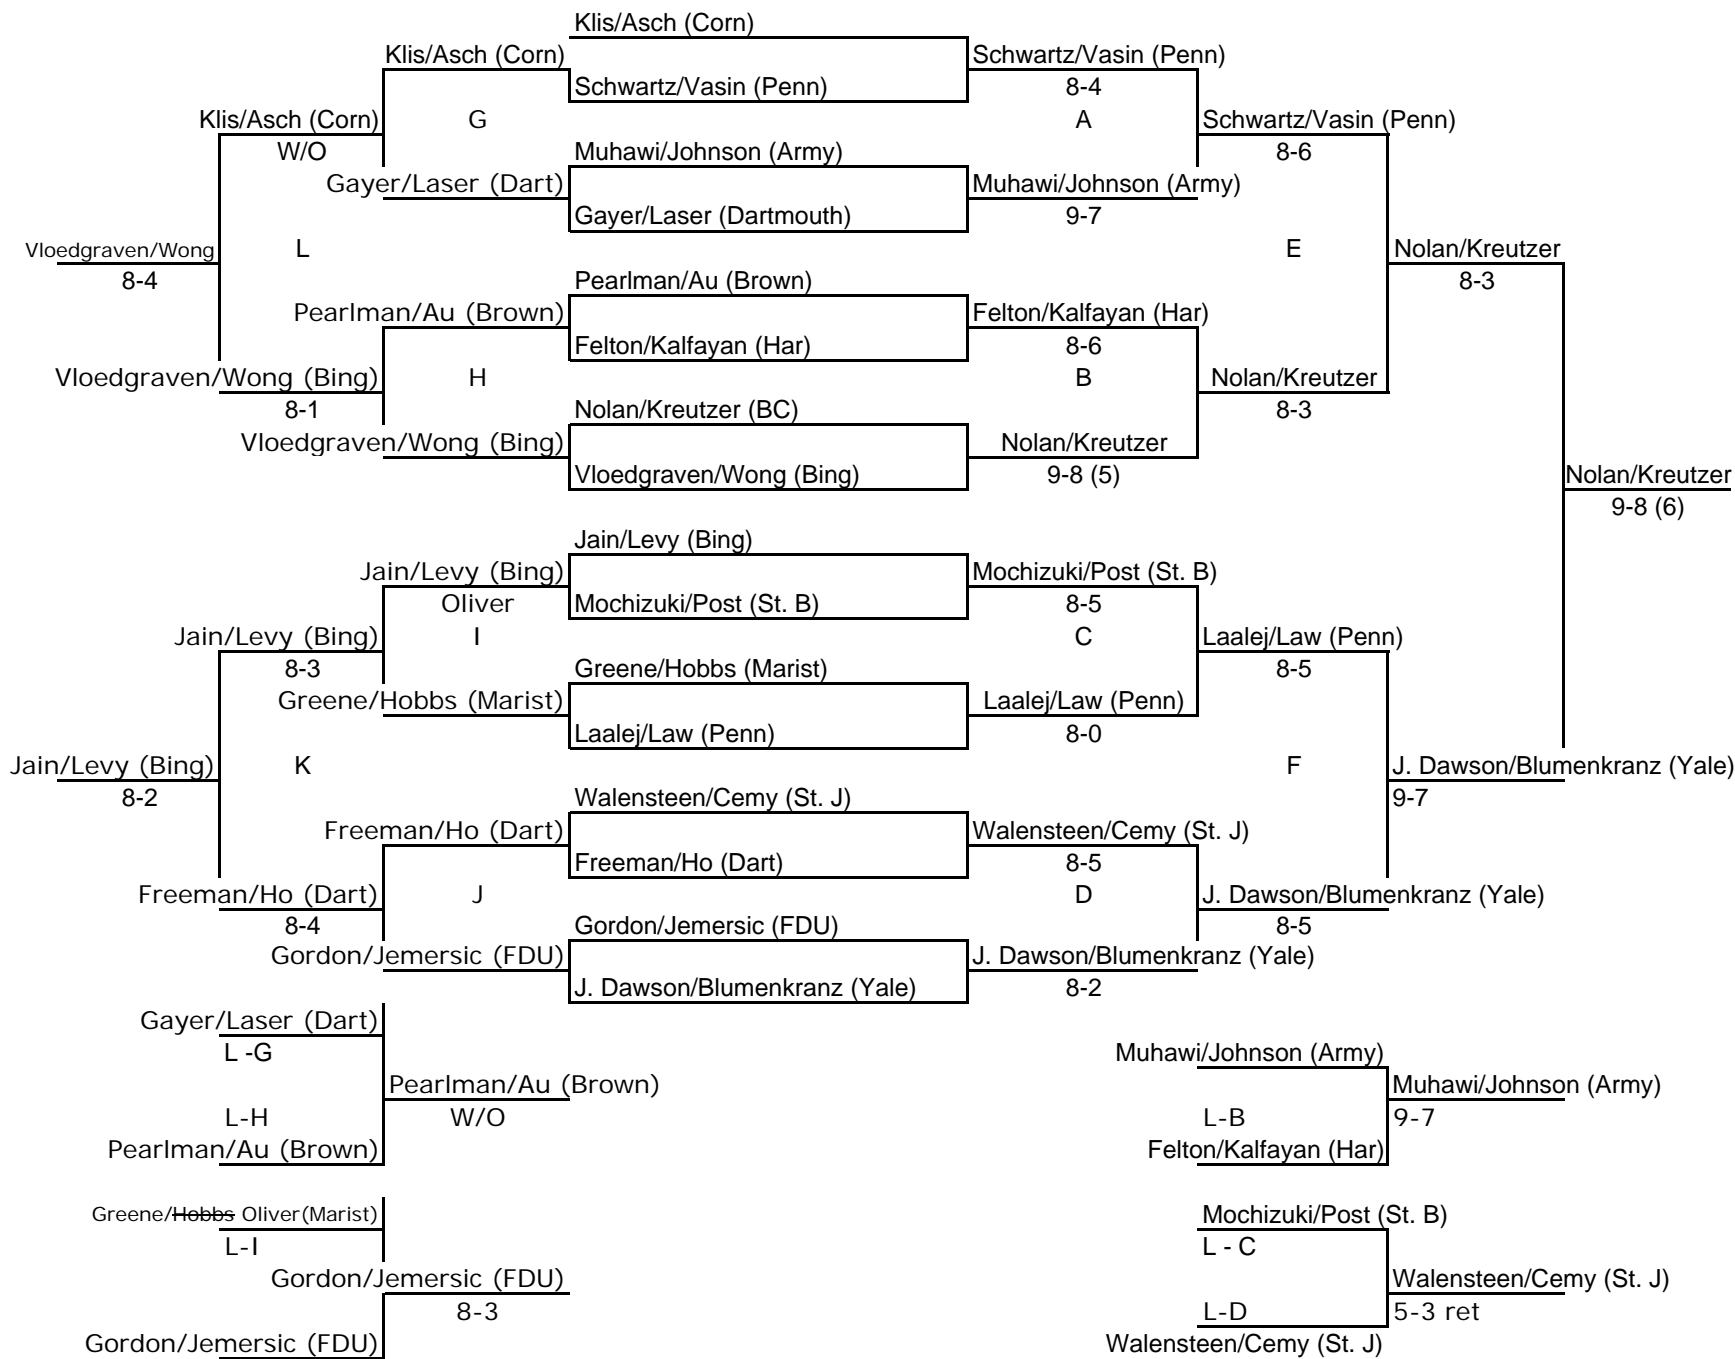 Klis/Asch (Corn)
Klis/Asch (Corn)
Schwartz/Vasin (Penn)
Schwartz/Vasin (Penn)
8-4
Klis/Asch (Corn)
G
A
Schwartz/Vasin (Penn)
W/O
Muhawi/Johnson (Army)
8-6
Gayer/Laser (Dart)
Muhawi/Johnson (Army)
Gayer/Laser (Dartmouth)
9-7
Vloedgraven/Wong
L
E
Nolan/Kreutzer
8-4
Pearlman/Au (Brown)
8-3
Pearlman/Au (Brown)
Felton/Kalfayan (Har)
Felton/Kalfayan (Har)
8-6
Vloedgraven/Wong (Bing)
H
B
Nolan/Kreutzer
8-1
Nolan/Kreutzer (BC)
8-3
Vloedgraven/Wong (Bing)
Nolan/Kreutzer
Vloedgraven/Wong (Bing)
9-8 (5)
Nolan/Kreutzer
9-8 (6)
Jain/Levy (Bing)
Jain/Levy (Bing)
Mochizuki/Post (St. B)
Oliver
Mochizuki/Post (St. B)
8-5
Jain/Levy (Bing)
I
C
Laalej/Law (Penn)
8-3
Greene/Hobbs (Marist)
8-5
Greene/Hobbs (Marist)
Laalej/Law (Penn)
Laalej/Law (Penn)
8-0
Jain/Levy (Bing)
K
F
J. Dawson/Blumenkranz (Yale)
8-2
Walensteen/Cemy (St. J)
9-7
Freeman/Ho (Dart)
Walensteen/Cemy (St. J)
Freeman/Ho (Dart)
8-5
Freeman/Ho (Dart)
J
D
J. Dawson/Blumenkranz (Yale)
8-4
Gordon/Jemersic (FDU)
8-5
Gordon/Jemersic (FDU)
J. Dawson/Blumenkranz (Yale)
J. Dawson/Blumenkranz (Yale)
8-2
Gayer/Laser (Dart)
L -G
Muhawi/Johnson (Army)
Pearlman/Au (Brown)
Muhawi/Johnson (Army)
L-H
W/O
L-B
9-7
Pearlman/Au (Brown)
Felton/Kalfayan (Har)
Greene/Hobbs Oliver(Marist)
Mochizuki/Post (St. B)
L-I
L - C
Gordon/Jemersic (FDU)
Walensteen/Cemy (St. J)
8-3
L-D
5-3 ret
Gordon/Jemersic (FDU)
Walensteen/Cemy (St. J)